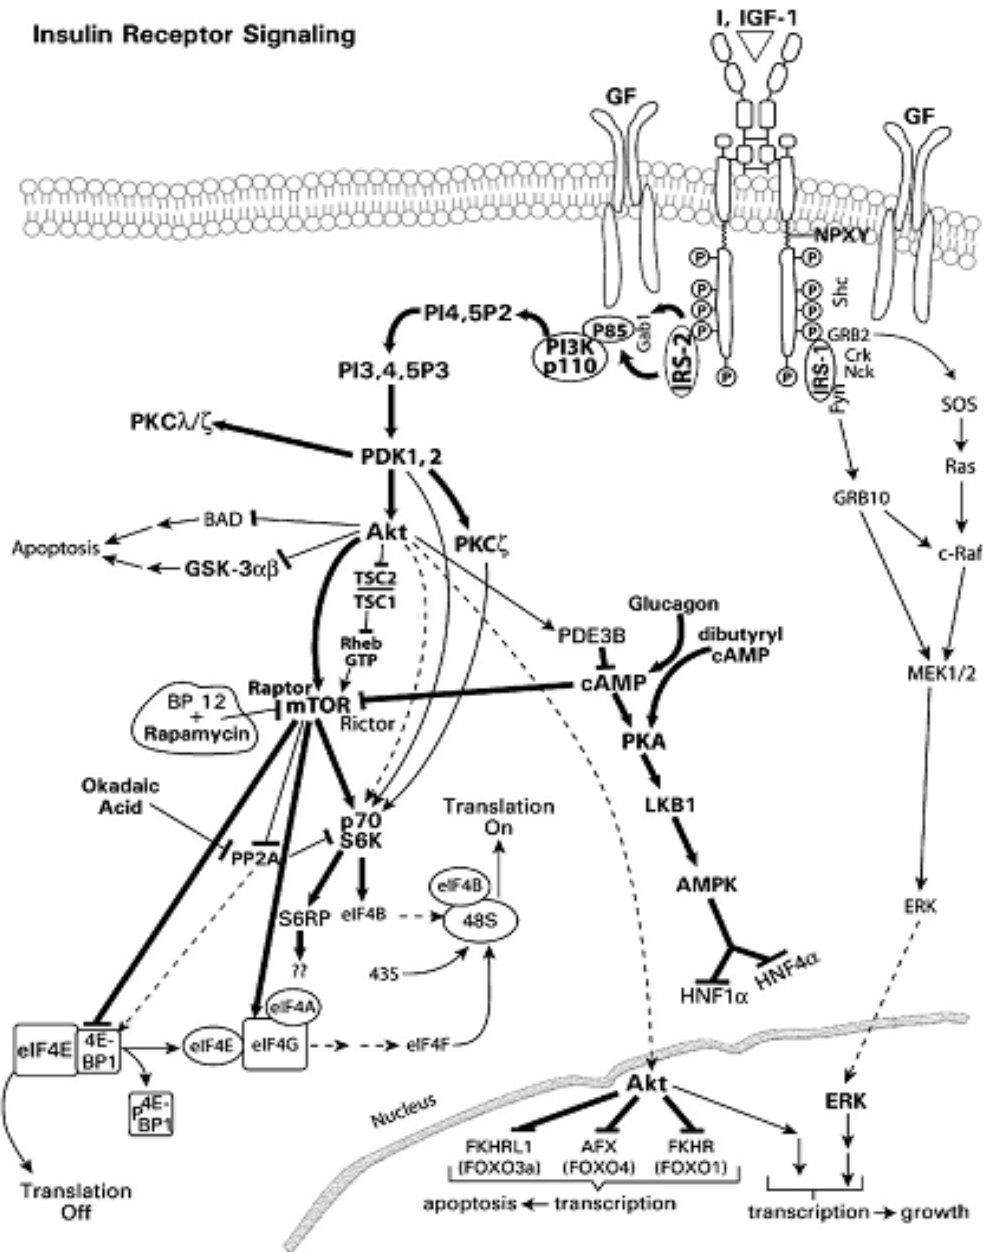 Insulin Receptor Signaling
I, IGF-1
GF
GF
NPXY
P
P
P
P
P
P
P
P
P
P
Shc
GRB2
Crk
Nck
IRS-1
Fyn
IRS-2
Gab1
P85
PI3K
p110
PI4,5P2
PI3,4,5P3
SOS
Ras
GRB10
c-Raf
MEK1/2
PKCλ/ζ
PDK1, 2
BAD
Akt
PKCζ
Apoptosis
GSK-3αβ
TSC2
TSC1
Rheb
GTP
PDE3B
Glucagon
dibutyryl
cAMP
cAMP
Raptor
mTOR
Rictor
BP 12
+
Rapamycin
PKA
Okadaic
Acid
LKB1
Translation
On
p70
S6K
PP2A
AMPK
eIF4B
48S
S6RP
eIF4B
ERK
??
43S
HNF1α
HNF4α
eIF4A
eIF4E
4E-
BP1
eIF4E
eIF4G
eIF4F
P
4E-
BP1
Nucleus
Akt
ERK
FKHRL1
(FOXO3a)
AFX
(FOXO4)
FKHR
(FOXO1)
Translation
Off
apoptosis
transcription
transcription
growth